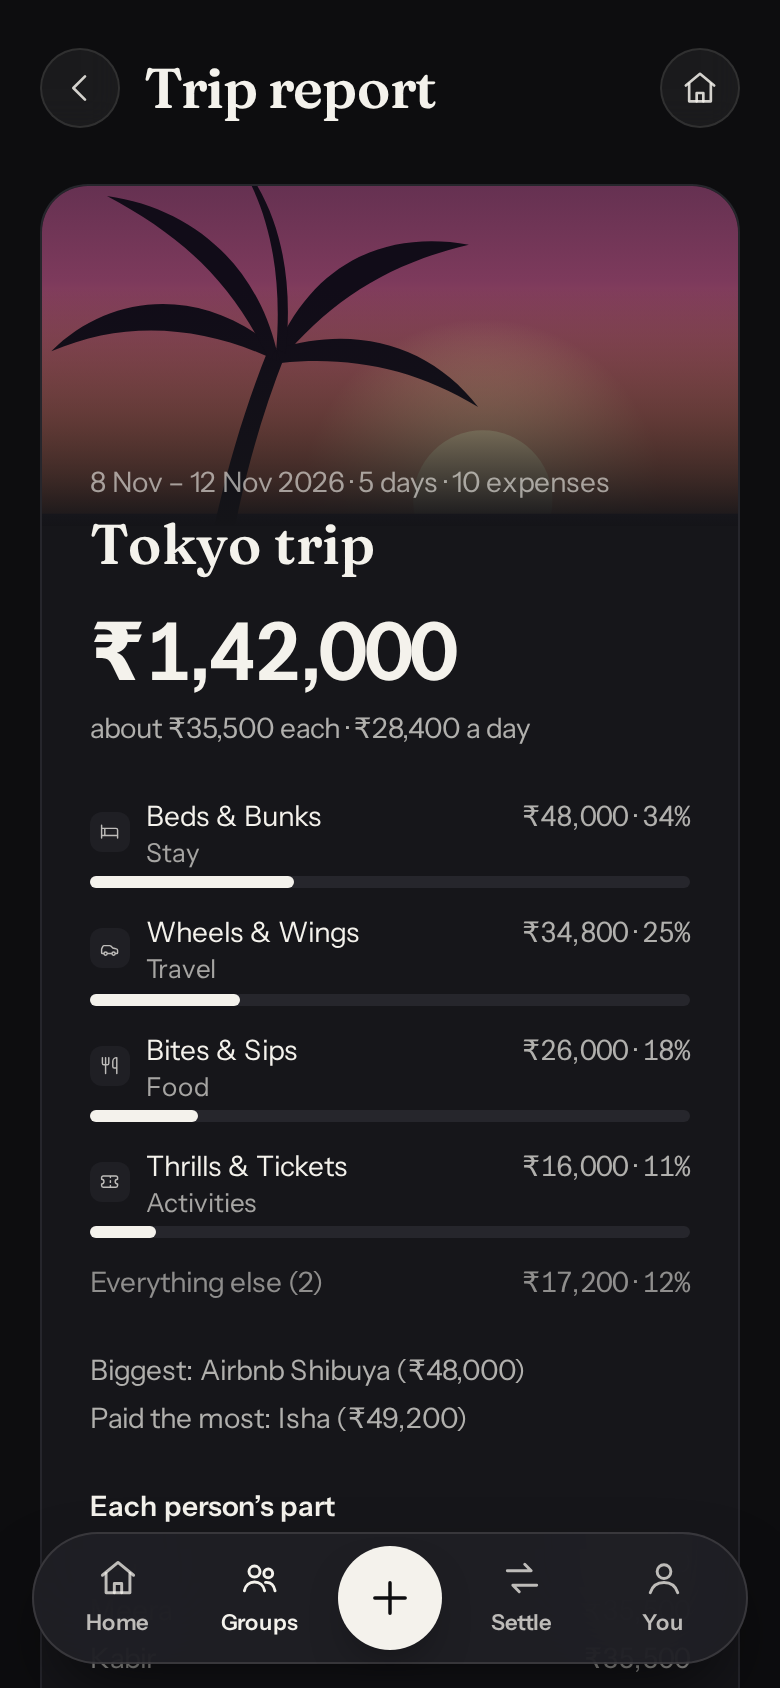 Trip report
8 Nov – 12 Nov 2026 · 5 days · 10 expenses
Tokyo trip
₹1,42,000
about ₹35,500 each · ₹28,400 a day
Beds & Bunks ₹48,000 · 34%
Stay
Wheels & Wings ₹34,800 · 25%
Travel
Bites & Sips ₹26,000 · 18%
Food
Thrills & Tickets ₹16,000 · 11%
Activities
Everything else (2) ₹17,200 · 12%
Biggest: Airbnb Shibuya (₹48,000)
Paid the most: Isha (₹49,200)
Each person’s part
Home Groups Settle You
Kabir ₹35,500